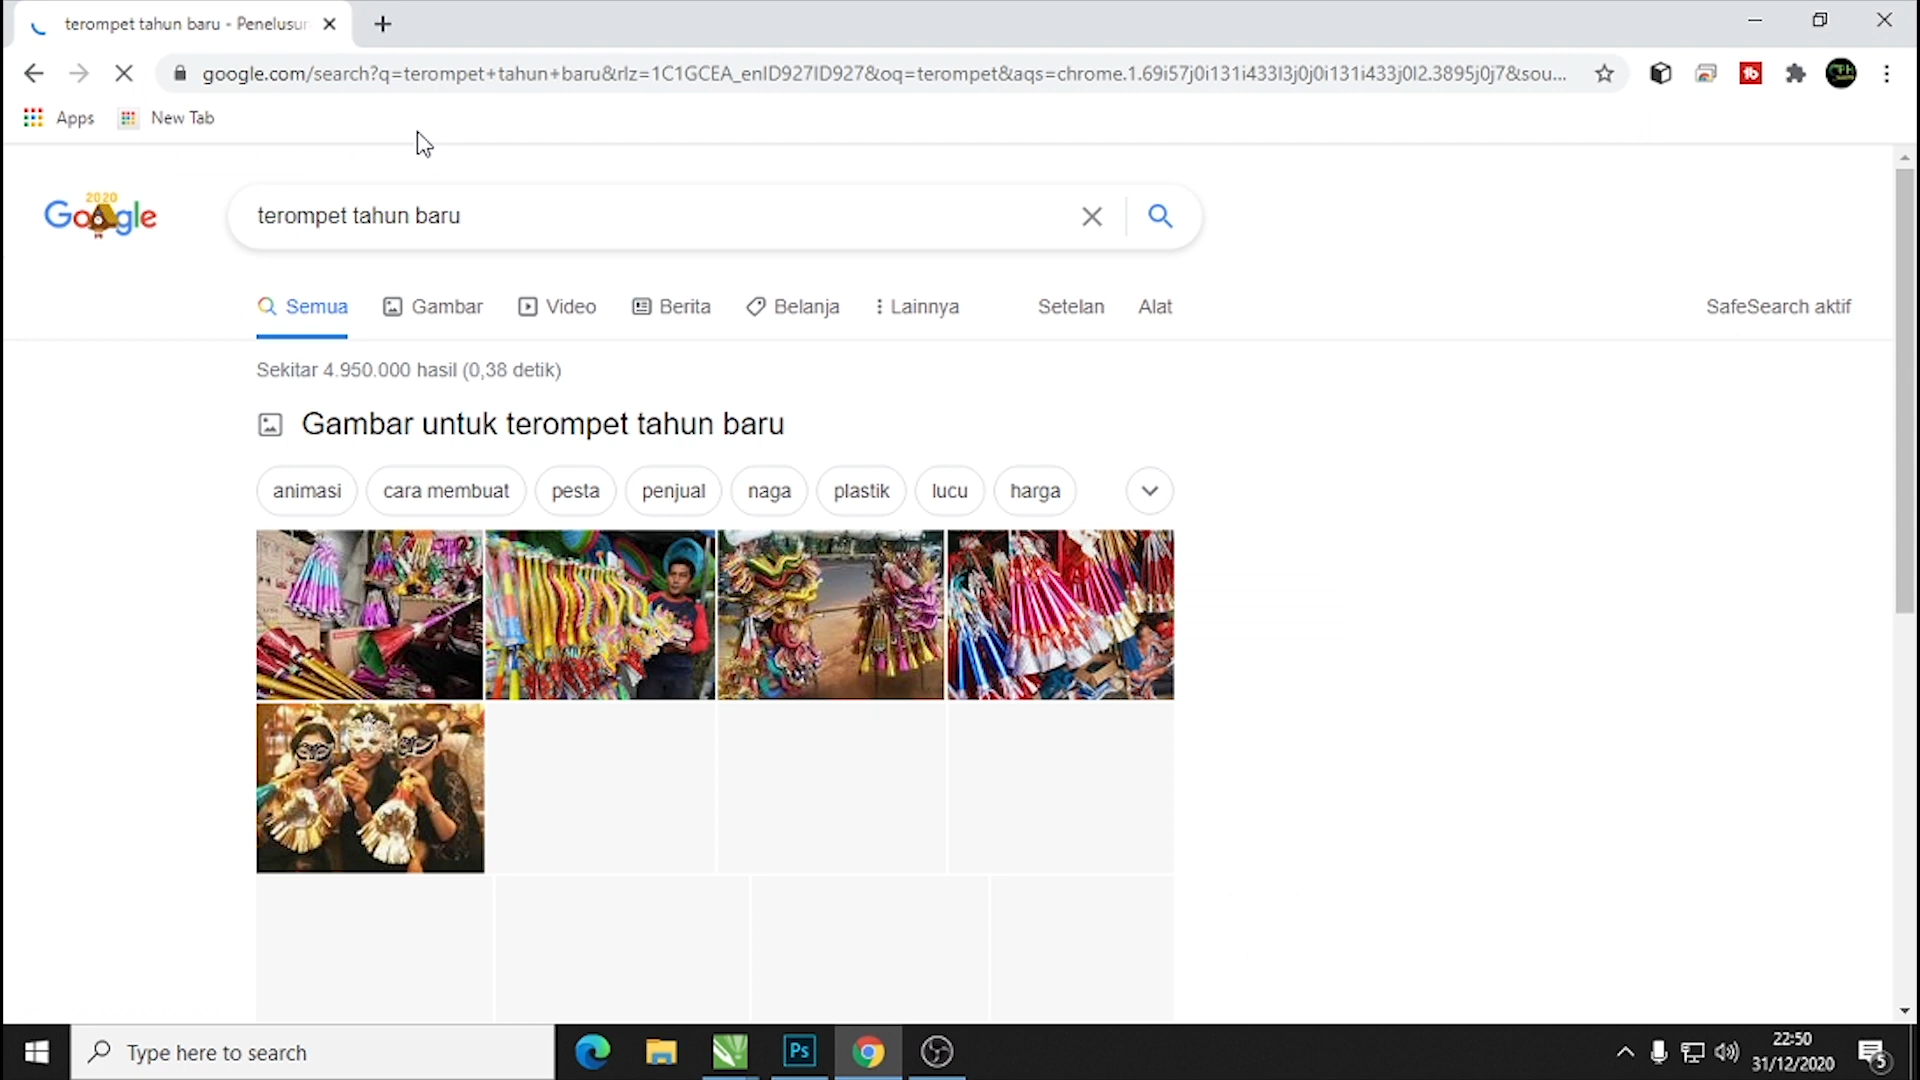 terompet tahun baru - Penelusur
google.com/search?q=terompet+tahun+baru&rlz=1C1GCEA_enID927ID927&oq=terompet&aqs=chrome.1.69i57j0i131i433l3j0j0i131i433j0l2.3895j0j7&sou...
Apps
New Tab
2020
Google
terompet tahun baru
Semua
Gambar
Video
Berita
Belanja
Lainnya
Setelan
Alat
SafeSearch aktif
Sekitar 4.950.000 hasil (0,38 detik)
Gambar untuk terompet tahun baru
animasi
cara membuat
pesta
penjual
naga
plastik
lucu
harga
Type here to search
Ps
22:50
31/12/2020
5